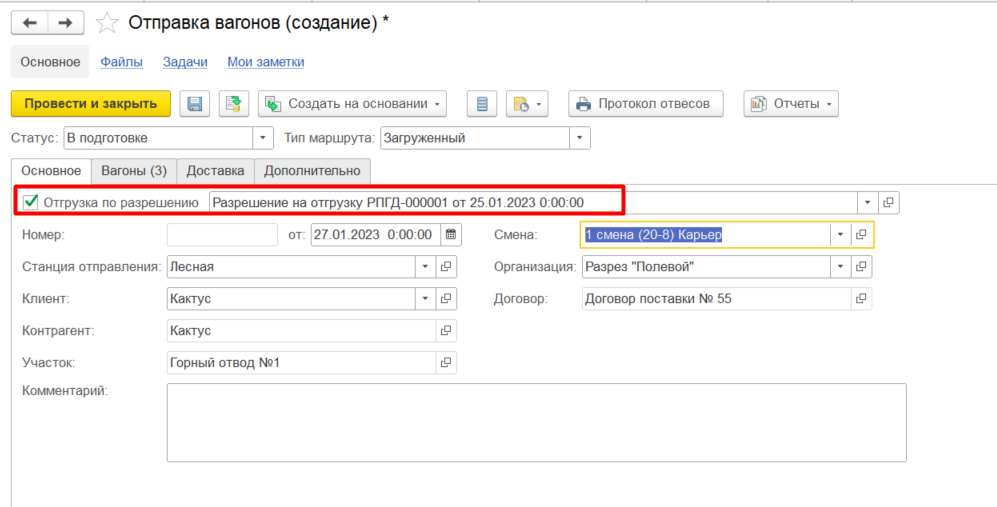 Отправка вагонов (создание) *
Основное Файлы Задачи Мои заметки
Провести и закрыть Создать на основании Протокол отвесов Отчеты
Статус: В подготовке Тип маршрута: Загруженный
Основное Вагоны (3) Доставка Дополнительно
Отгрузка по разрешению Разрешение на отгрузку РПГД-000001 от 25.01.2023 0:00:00
Номер: от: 27.01.2023 0:00:00 Смена: 1 смена (20-8) Карьер
Станция отправления: Лесная Организация: Разрез "Полевой"
Клиент: Кактус Договор: Договор поставки № 55
Контрагент: Кактус
Участок: Горный отвод №1
Комментарий: